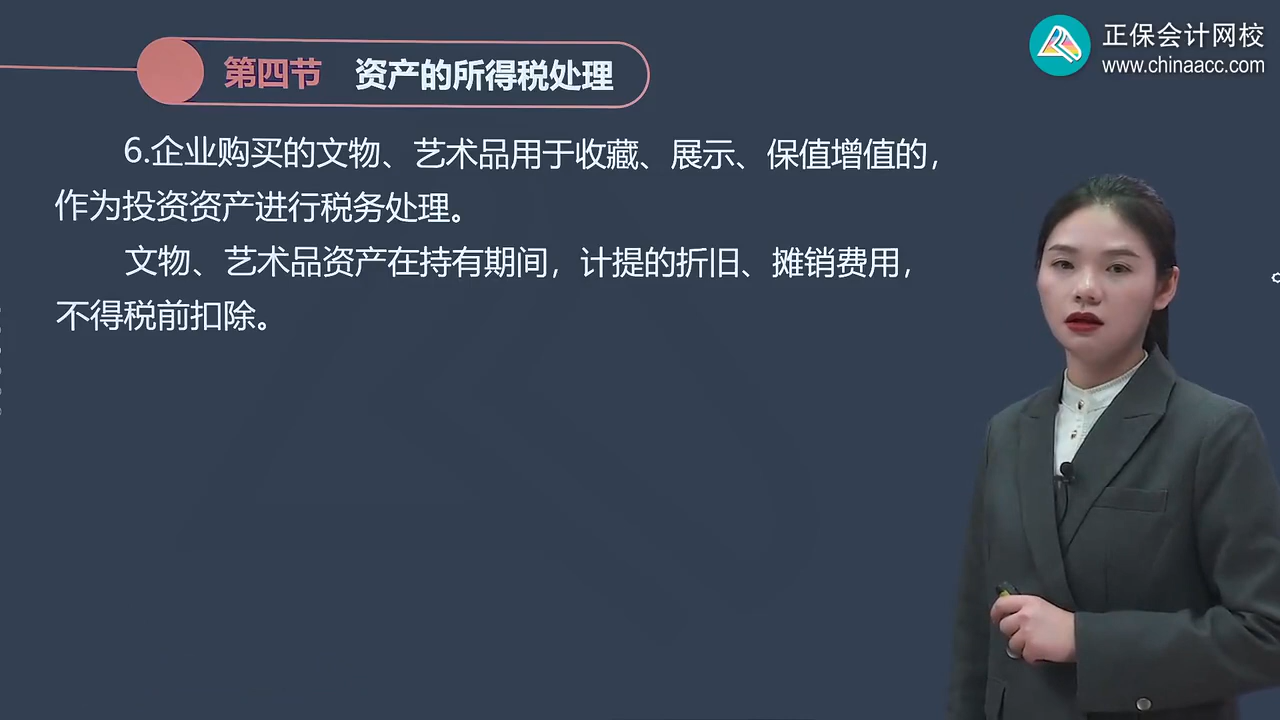 正保会计网校
www.chinaacc.com
第四节 资产的所得税处理
6.企业购买的文物、艺术品用于收藏、展示、保值增值的，
作为投资资产进行税务处理。
文物、艺术品资产在持有期间，计提的折旧、摊销费用，
不得税前扣除。